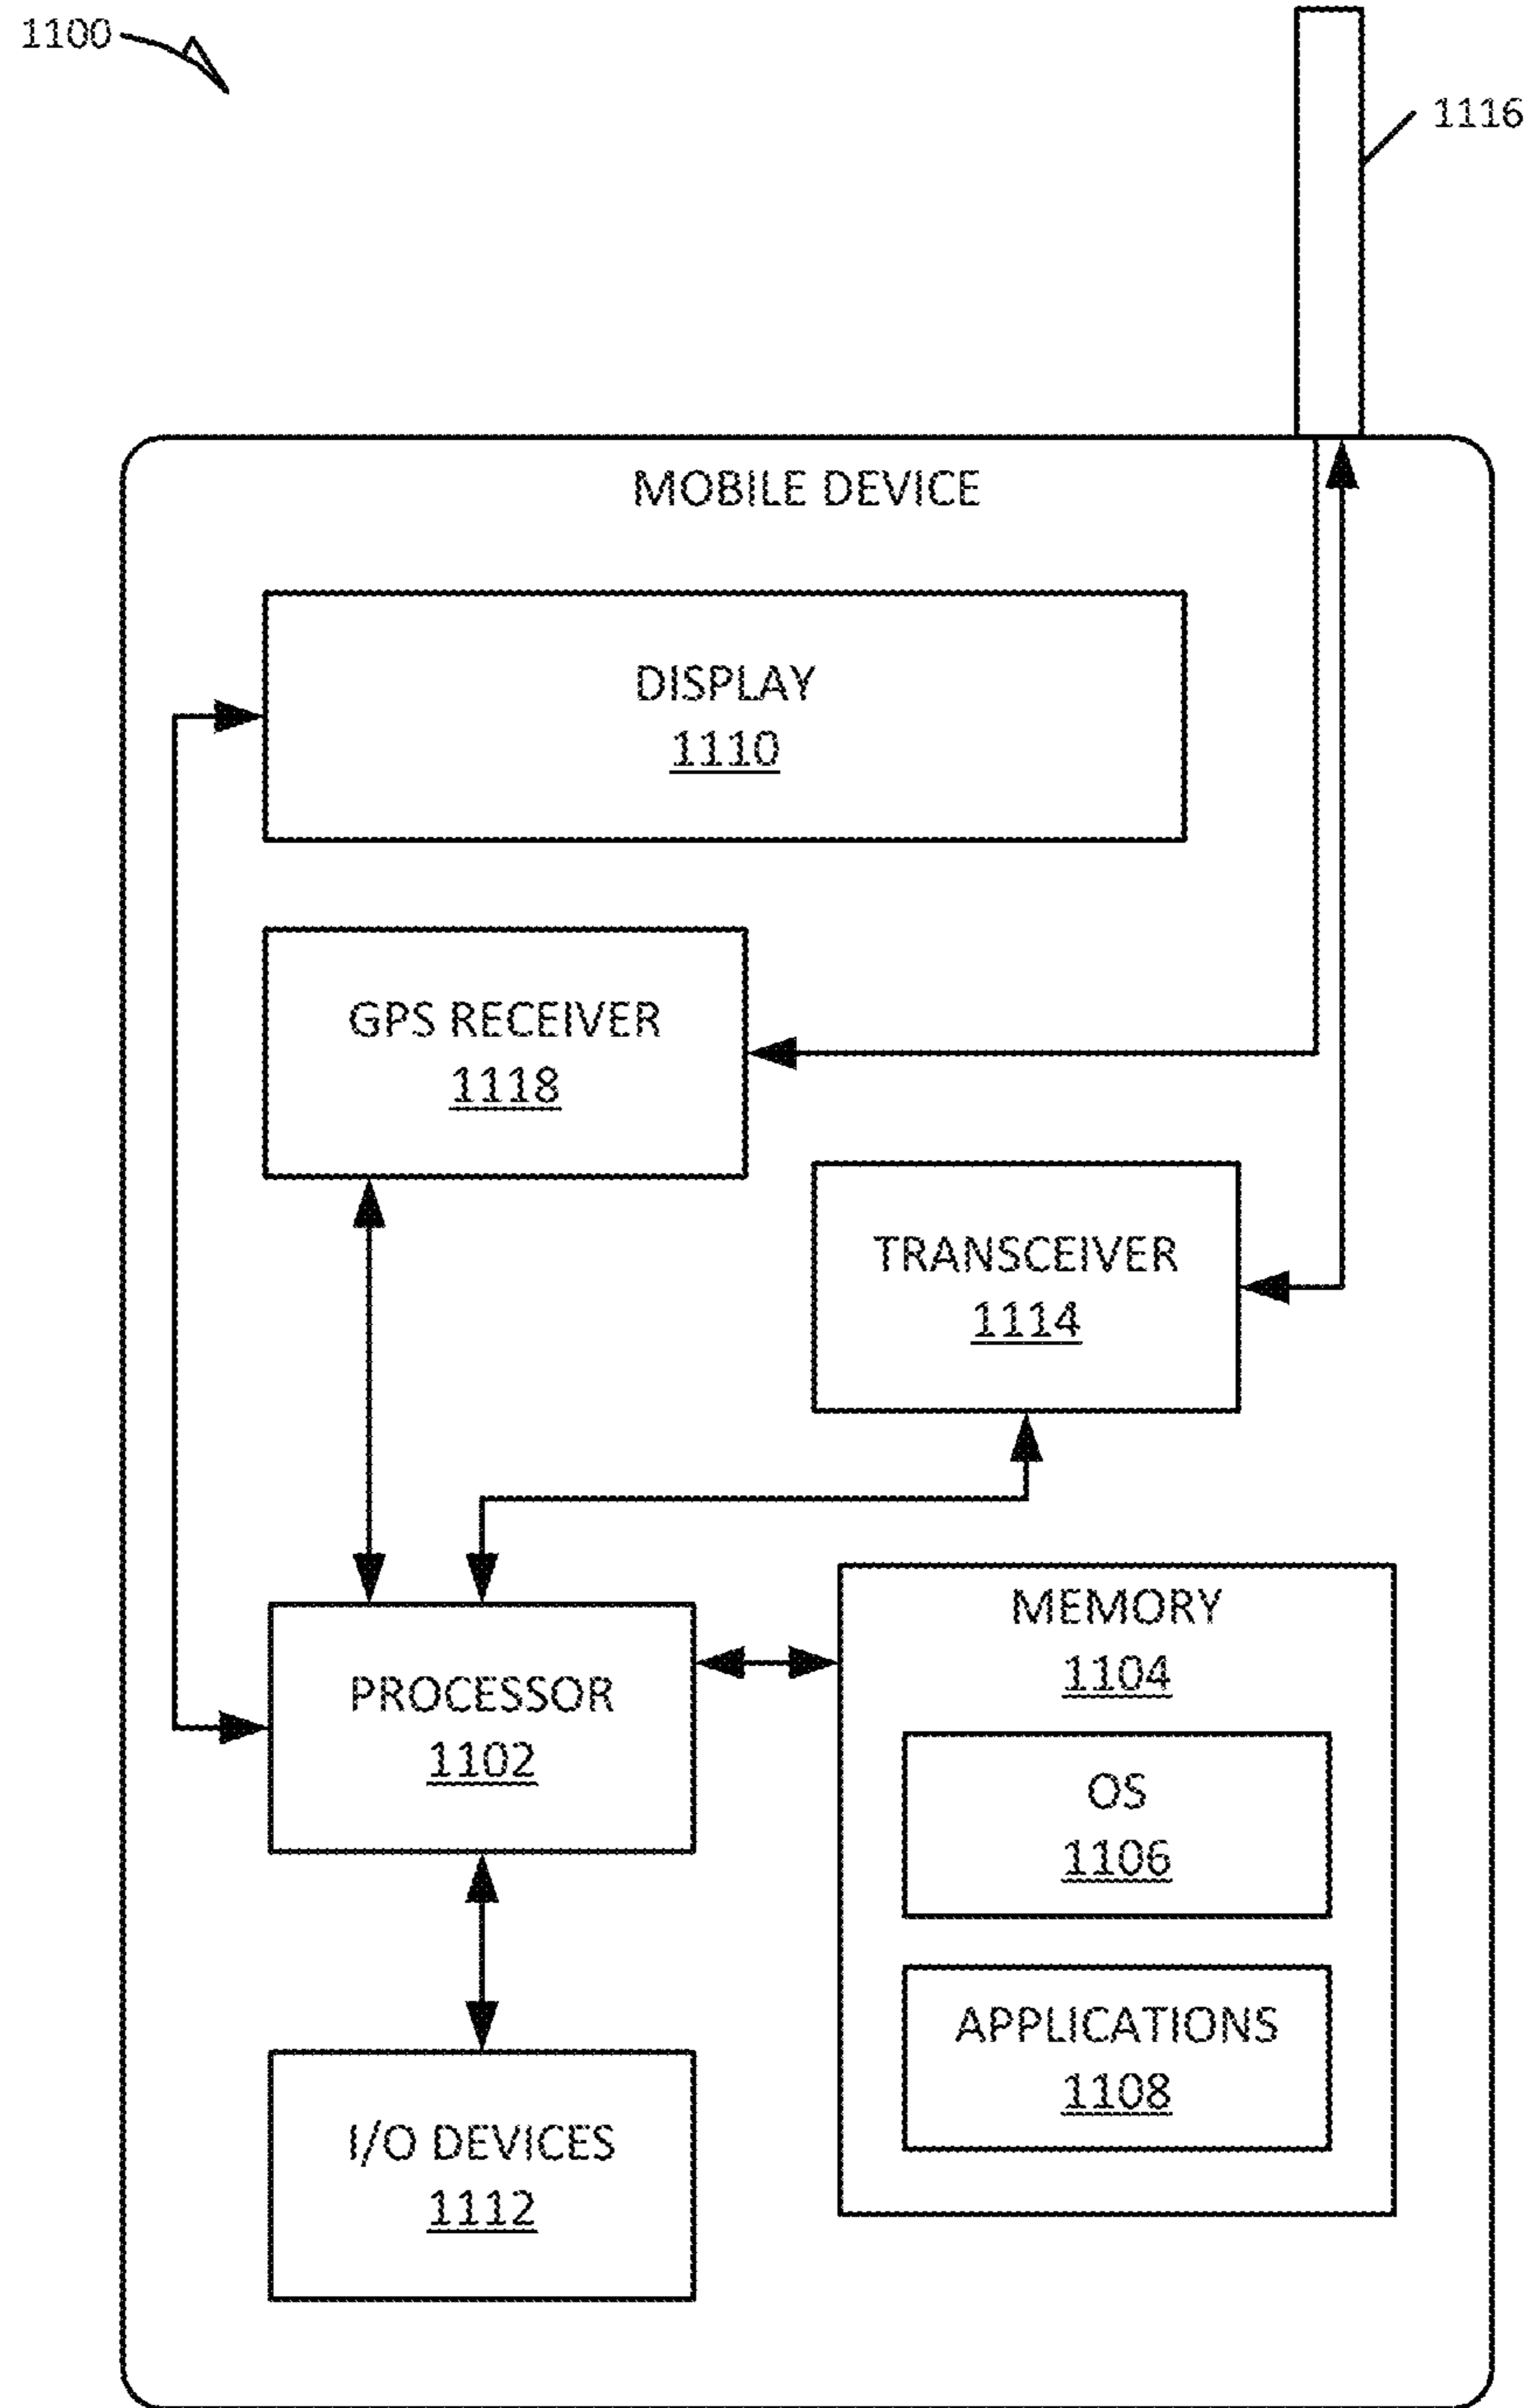 1100
1116
MOBILE DEVICE
DISPLAY
1110
GPS RECEIVER
1118
TRANSCEIVER
1114
PROCESSOR
1102
MEMORY
1104
OS
1106
APPLICATIONS
1108
I/O DEVICES
1112